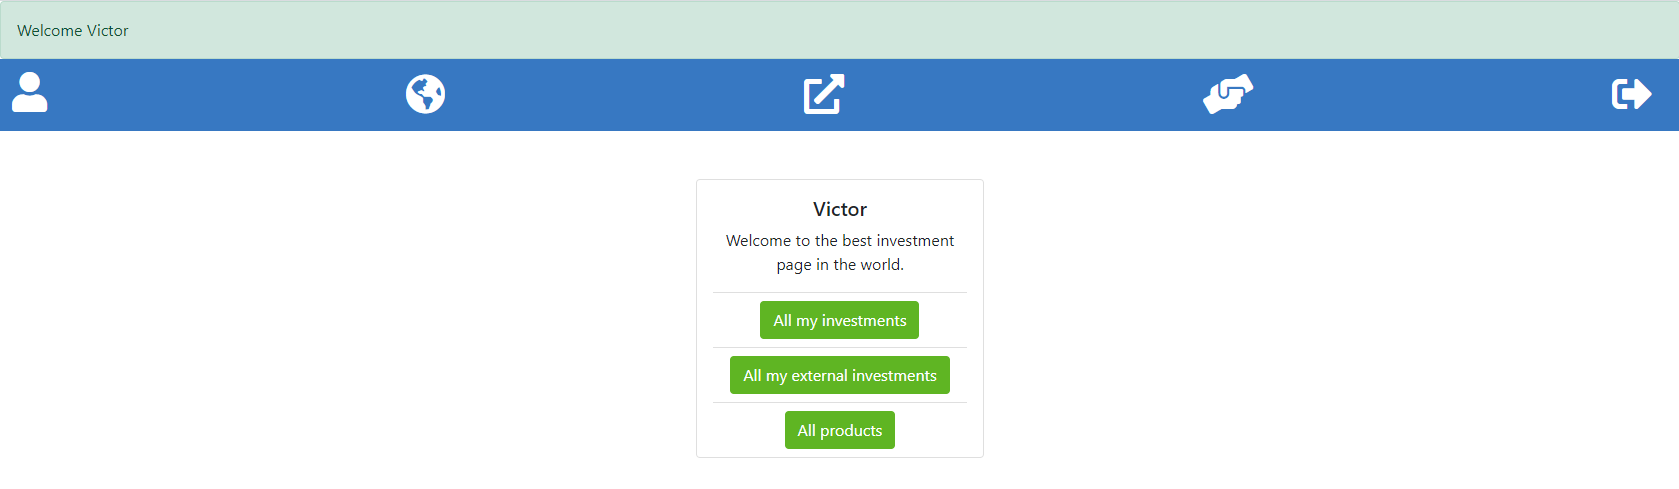 Welcome Victor
Victor
Welcome to the best investment
page in the world.
All my investments
All my external investments
All products